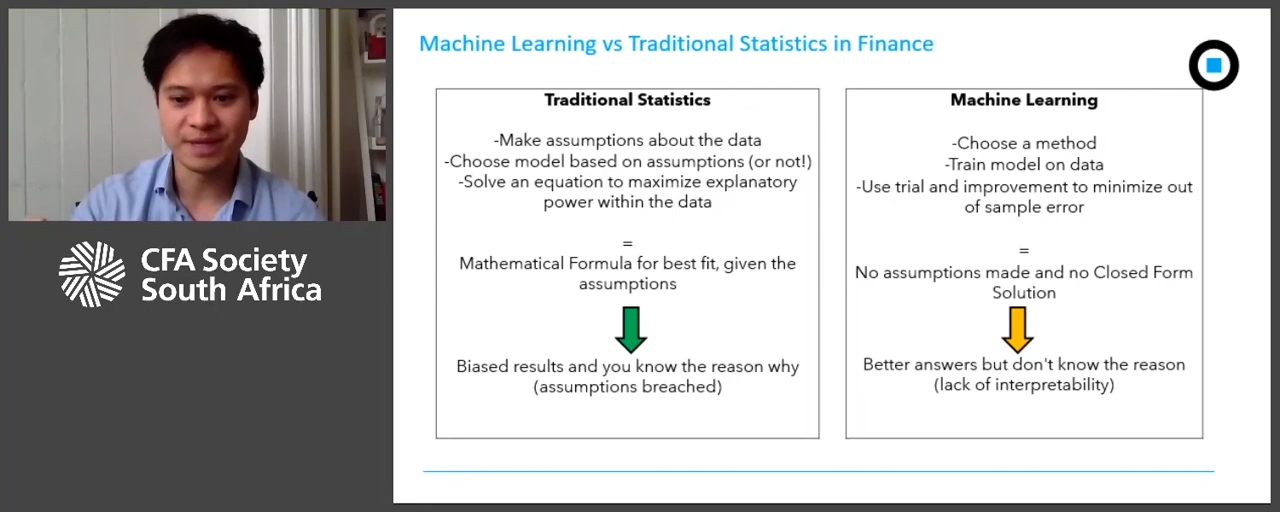 CFA Society
South Africa
Machine Learning vs Traditional Statistics in Finance
Traditional Statistics
-Make assumptions about the data
-Choose model based on assumptions (or not!)
-Solve an equation to maximize explanatory
power within the data
=
Mathematical Formula for best fit, given the
assumptions
Biased results and you know the reason why
(assumptions breached)
Machine Learning
-Choose a method
-Train model on data
-Use trial and improvement to minimize out
of sample error
=
No assumptions made and no Closed Form
Solution
Better answers but don't know the reason
(lack of interpretability)